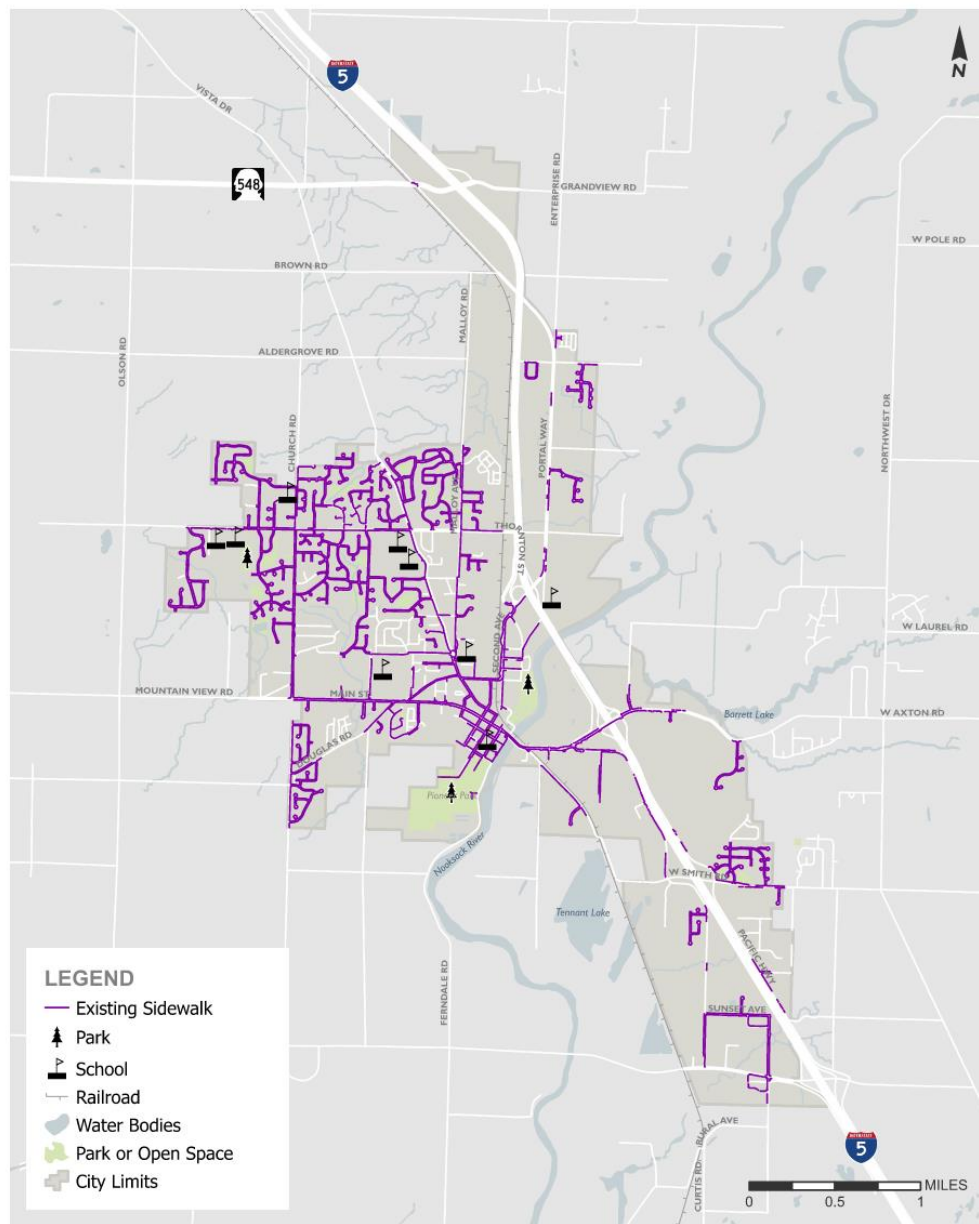 N
INTERSTATE
5
VISTA DR
548
GRANDVIEW RD
ENTERPRISE RD
W POLE RD
BROWN RD
MALLOY RD
OLSON RD
ALDERGROVE RD
CHURCH RD
PORTAL WAY
NORTHWEST DR
MALLOY AVE
THORNTON ST
SECOND AVE
W LAUREL RD
MOUNTAIN VIEW RD
MAIN ST
Barrett Lake
W AXTON RD
DOUGLAS RD
Pioneer Park
Nooksack River
W SMITH RD
Tennant Lake
PACIFIC HWY
FERNDALE RD
SUNSET AVE
RURAL AVE
CURTIS RD
INTERSTATE
5
LEGEND
Existing Sidewalk
Park
School
Railroad
Water Bodies
Park or Open Space
City Limits
MILES
0 0.5 1